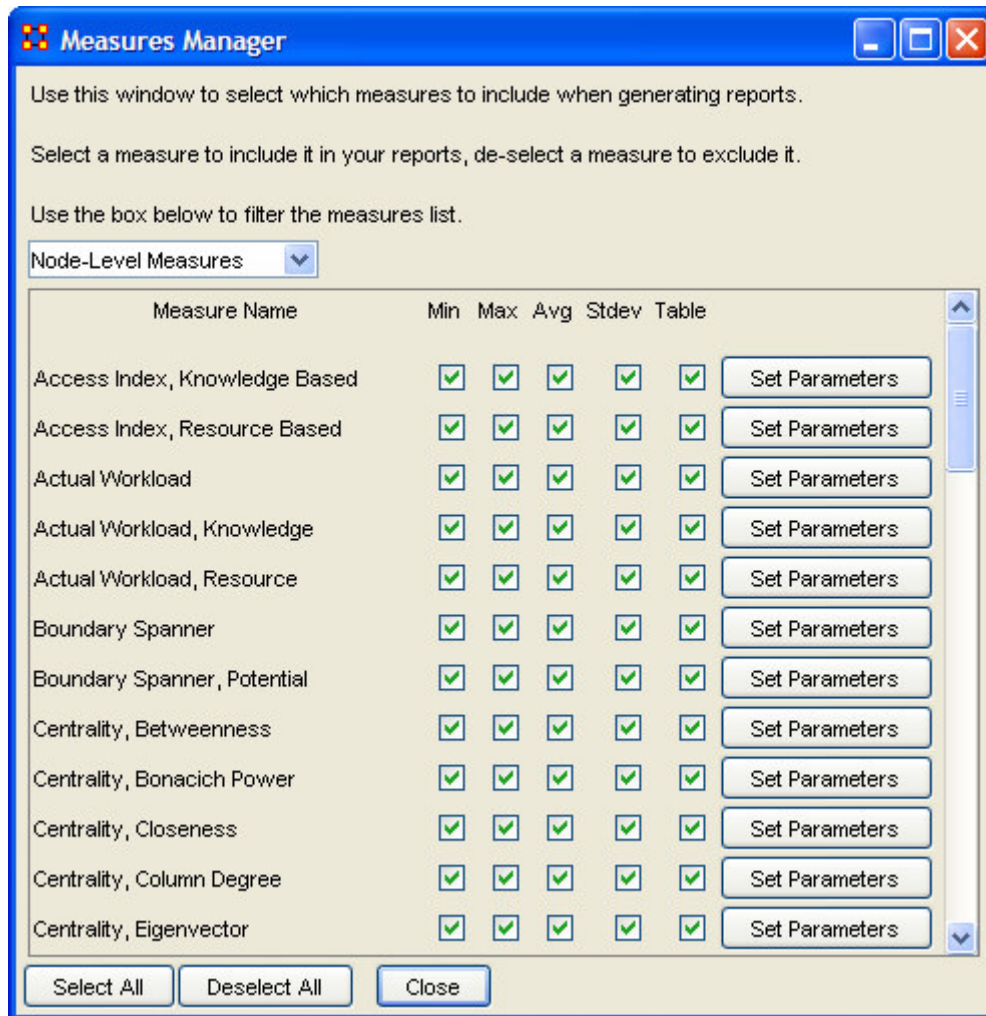 Measures Manager
Use this window to select which measures to include when generating reports.
Select a measure to include it in your reports, de-select a measure to exclude it.
Use the box below to filter the measures list.
Node-Level Measures
Measure Name Min Max Avg Stdev Table
Access Index, Knowledge Based Set Parameters
Access Index, Resource Based Set Parameters
Actual Workload Set Parameters
Actual Workload, Knowledge Set Parameters
Actual Workload, Resource Set Parameters
Boundary Spanner Set Parameters
Boundary Spanner, Potential Set Parameters
Centrality, Betweenness Set Parameters
Centrality, Bonacich Power Set Parameters
Centrality, Closeness Set Parameters
Centrality, Column Degree Set Parameters
Centrality, Eigenvector Set Parameters
Select All Deselect All Close